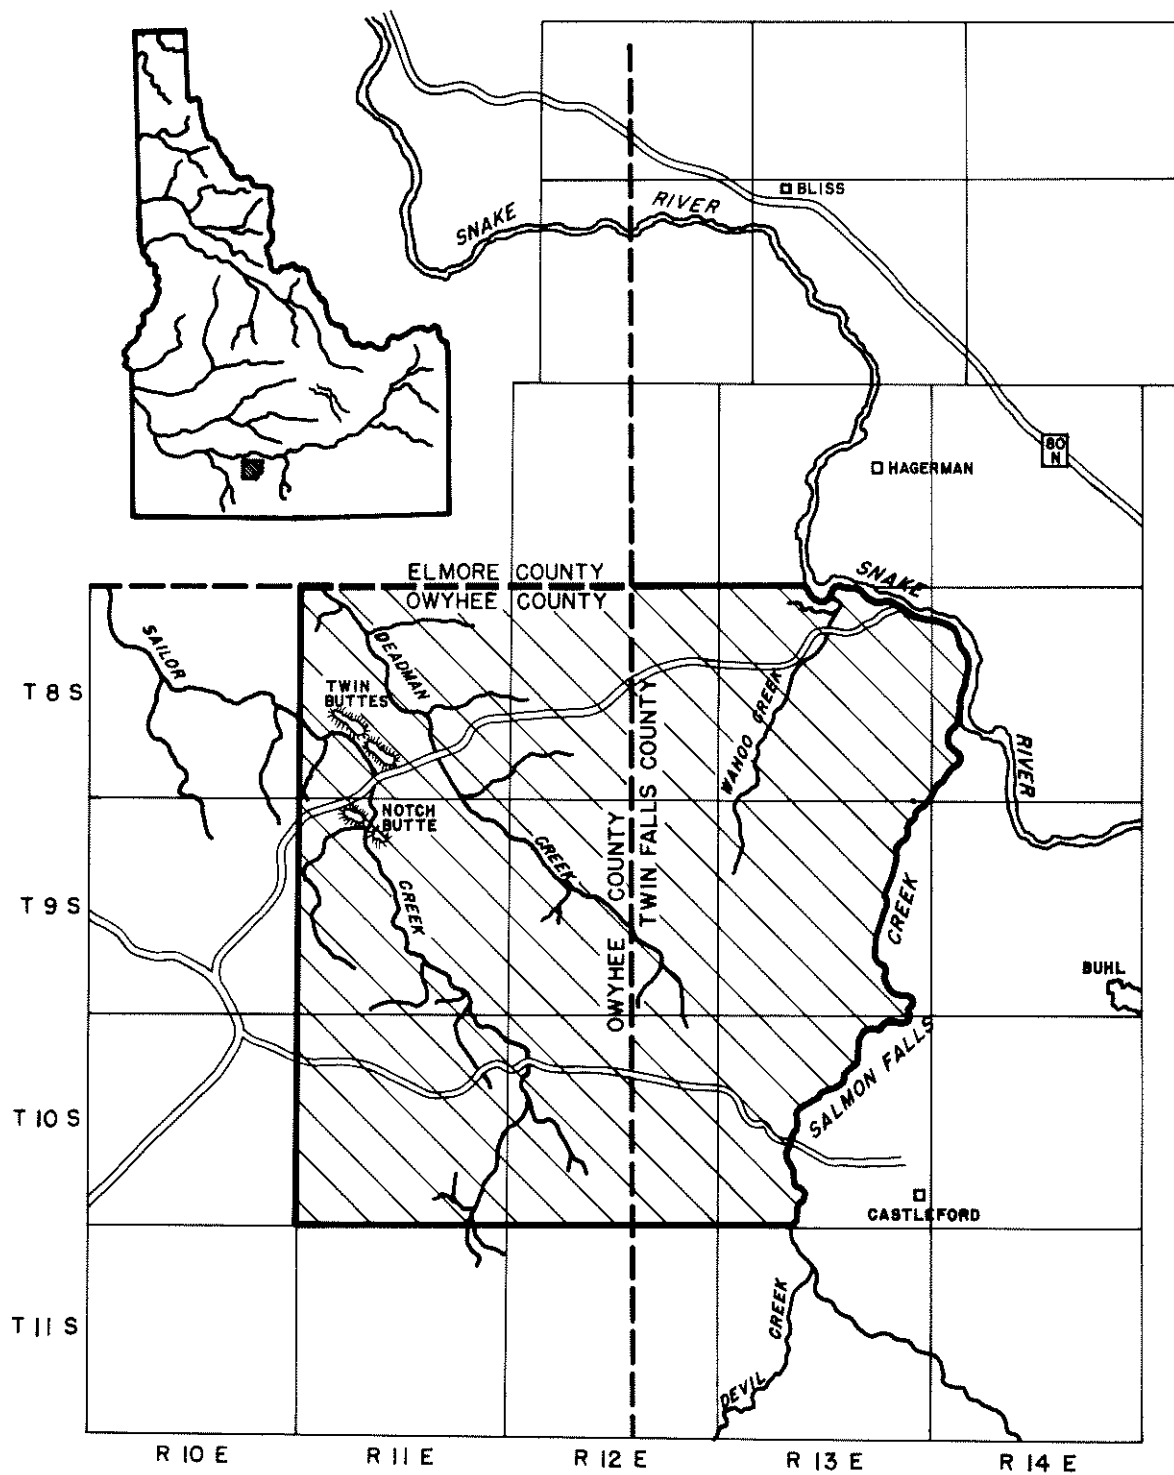 BLISS
SNAKE RIVER
80
N
HAGERMAN
ELMORE COUNTY
OWYHEE COUNTY
SNAKE
RIVER
SAILOR
CREEK
DEADMAN
CREEK
TWIN
BUTTES
T 8 S
WAHOO CREEK
OWYHEE COUNTY
TWIN FALLS COUNTY
NOTCH
BUTTE
T 9 S
SALMON FALLS
CREEK
BUHL
T 10 S
CASTLEFORD
T 11 S
DEVIL CREEK
R 10 E
R 11 E
R 12 E
R 13 E
R 14 E